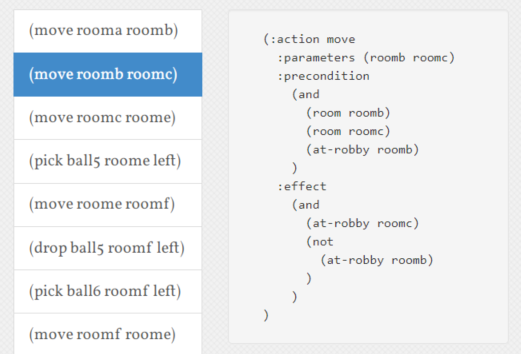 (move rooma roomb)
(move roomb roomc)
(move roomc roome)
(pick ball5 roome left)
(move roome roomf)
(drop ball5 roomf left)
(pick ball6 roomf left)
(move roomf roome)
(:action move
:parameters (roomb roomc)
:precondition
(and
(room roomb)
(room roomc)
(at-robby roomb)
)
:effect
(and
(at-robby roomc)
(not
(at-robby roomb)
)
)
)